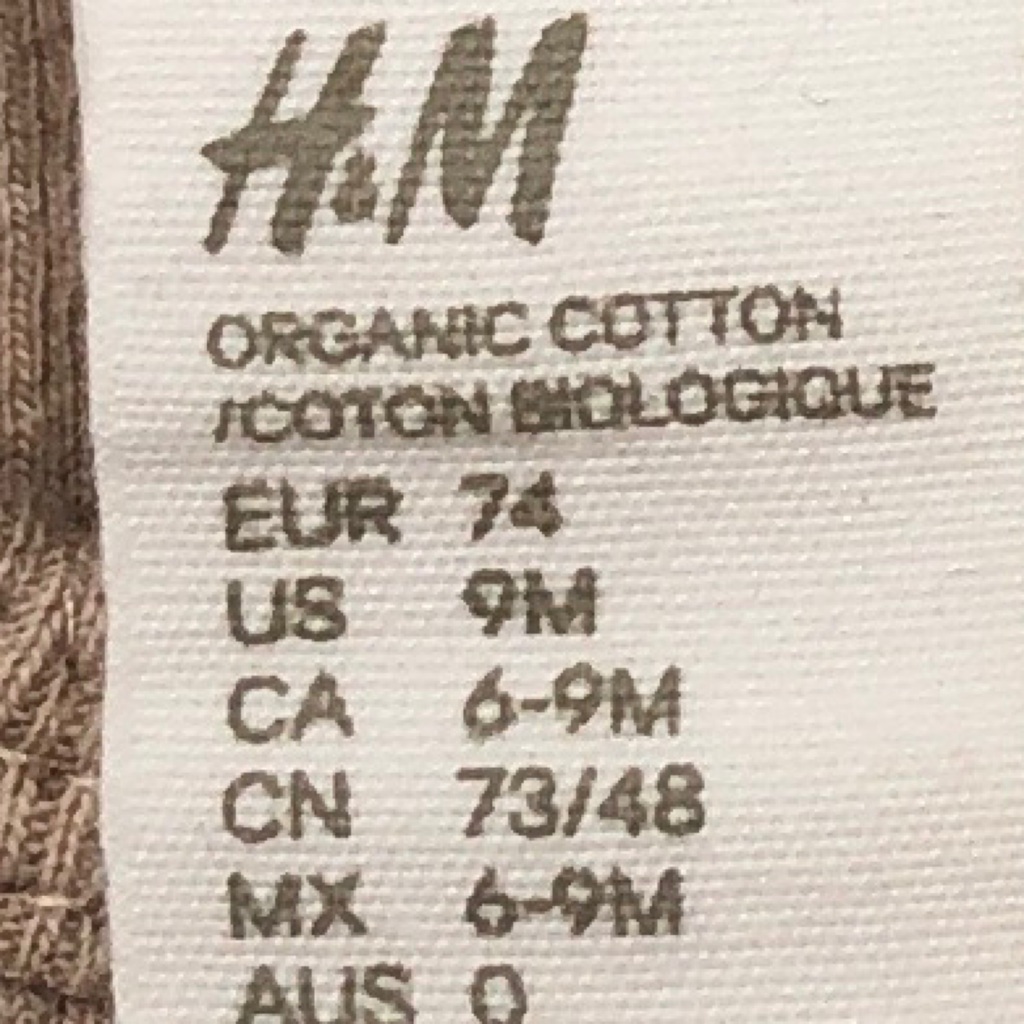 H&M
ORGANIC COTTON
/COTON BIOLOGIQUE
EUR 74
US 9M
CA 6-9M
CN 73/48
MX 6-9M
AUS 0